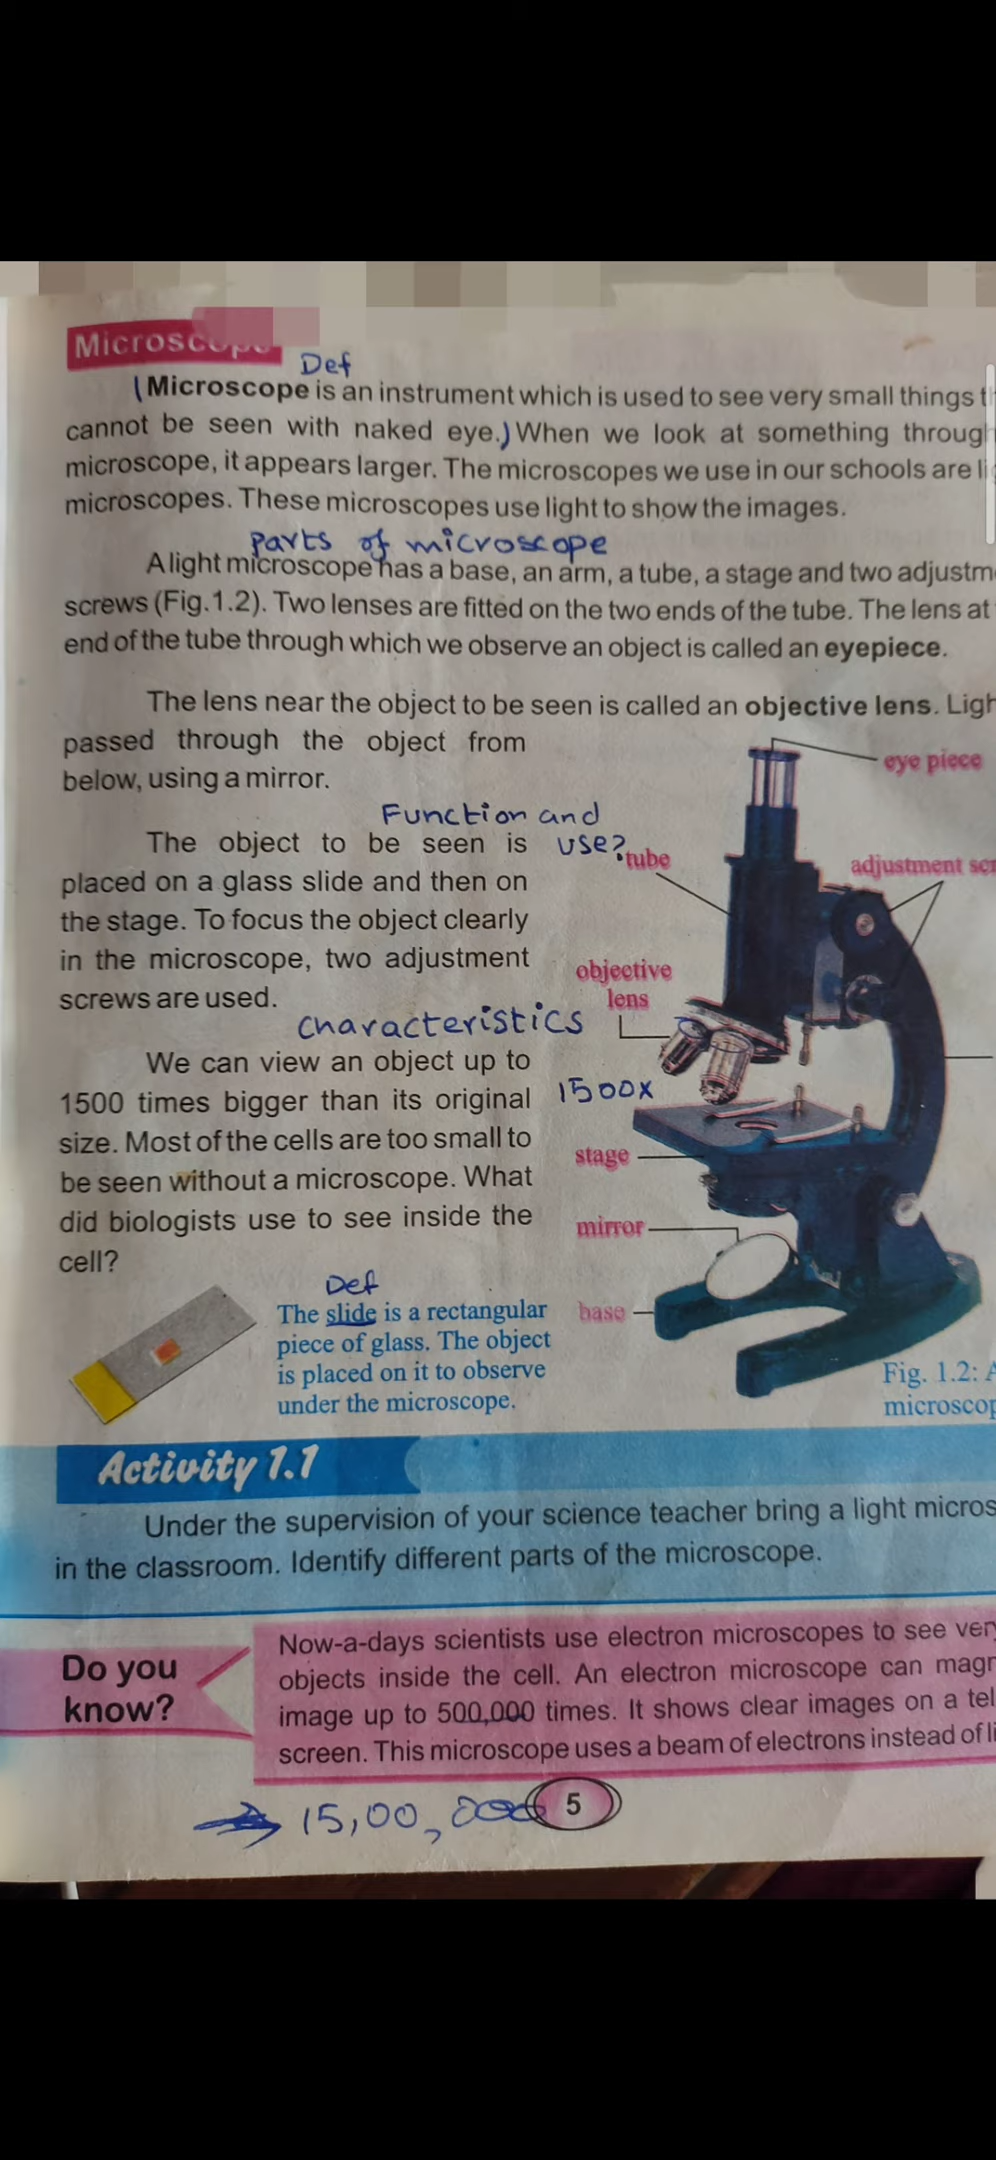 Microscope
Def
(Microscope is an instrument which is used to see very small things
cannot be seen with naked eye.) When we look at something
microscope, it appears larger. The microscopes we use in our schools are
microscopes. These microscopes use light to show the images.
parts of microscope
A light microscope has a base, an arm, a tube, a stage and two
screws (Fig.1.2). Two lenses are fitted on the two ends of the tube. The lens at
end of the tube through which we observe an object is called an eyepiece.
The lens near the object to be seen is called an objective lens.
passed through the object from
below, using a mirror.
eye piece
Function and
use?
The object to be seen is
placed on a glass slide and then on
the stage. To focus the object clearly
in the microscope, two adjustment
screws are used.
tube
adjustment
objective
lens
Characteristics
We can view an object up to
1500 times bigger than its original
size. Most of the cells are too small to
be seen without a microscope. What
did biologists use to see inside the
cell?
1500x
stage
mirror
base
Def
The slide is a rectangular
piece of glass. The object
is placed on it to observe
under the microscope.
Fig. 1.2:
Activity 1.1
Under the supervision of your science teacher bring a light
in the classroom. Identify different parts of the microscope.
Do you
know?
Now-a-days scientists use electron microscopes to see
objects inside the cell. An electron microscope can
image up to 500,000 times. It shows clear images on a
screen. This microscope uses a beam of electrons instead of
15,00,000
5